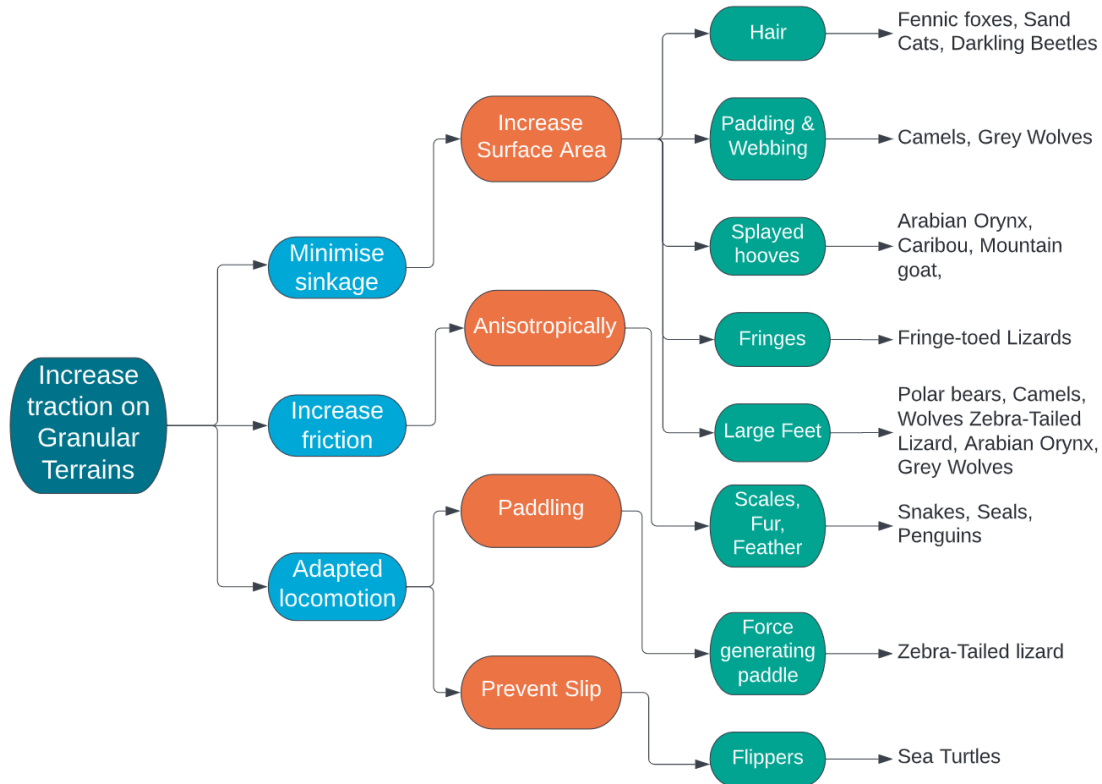 Increase
traction on
Granular
Terrains
Minimise
sinkage
Increase
friction
Adapted
locomotion
Increase
Surface Area
Anisotropically
Paddling
Prevent Slip
Hair
Padding &
Webbing
Splayed
hooves
Fringes
Large Feet
Scales,
Fur,
Feather
Force
generating
paddle
Flippers
Fennic foxes, Sand
Cats, Darkling Beetles
Camels, Grey Wolves
Arabian Orynx,
Caribou, Mountain
goat,
Fringe-toed Lizards
Polar bears, Camels,
Wolves Zebra-Tailed
Lizard, Arabian Orynx,
Grey Wolves
Snakes, Seals,
Penguins
Zebra-Tailed lizard
Sea Turtles